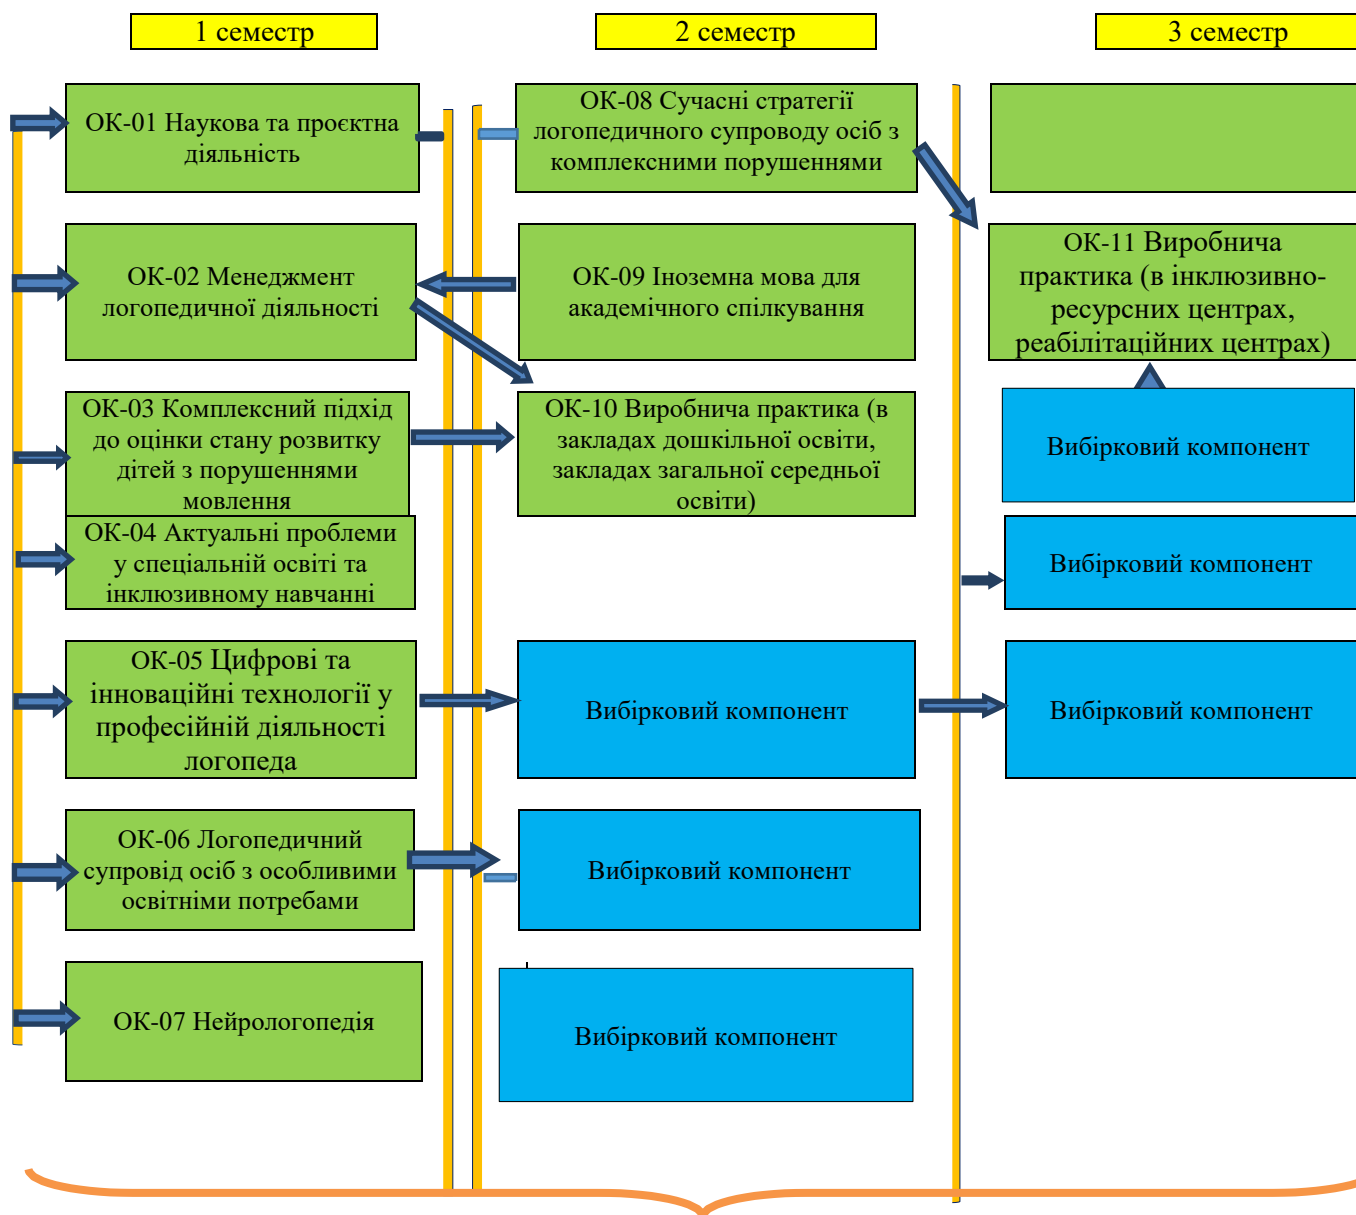 1 семестр
2 семестр
3 семестр
ОК-01 Наукова та проєктна
діяльність
ОК-08 Сучасні стратегії
логопедичного супроводу осіб з
комплексними порушеннями
ОК-02 Менеджмент
логопедичної діяльності
ОК-09 Іноземна мова для
академічного спілкування
ОК-11 Виробнича
практика (в інклюзивно-
ресурсних центрах,
реабілітаційних центрах)
ОК-03 Комплексний підхід
до оцінки стану розвитку
дітей з порушеннями
мовлення
ОК-10 Виробнича практика (в
закладах дошкільної освіти,
закладах загальної середньої
освіти)
Вибірковий компонент
ОК-04 Актуальні проблеми
у спеціальній освіті та
інклюзивному навчанні
Вибірковий компонент
ОК-05 Цифрові та
інноваційні технології у
професійній діяльності
логопеда
Вибірковий компонент
Вибірковий компонент
ОК-06 Логопедичний
супровід осіб з особливими
освітніми потребами
Вибірковий компонент
ОК-07 Нейрологопедія
Вибірковий компонент